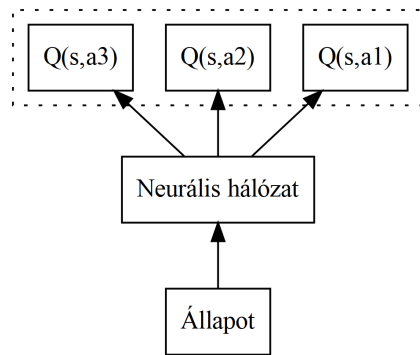 Q(s,a3) Q(s,a2) Q(s,a1)
Neurális hálózat
Állapot